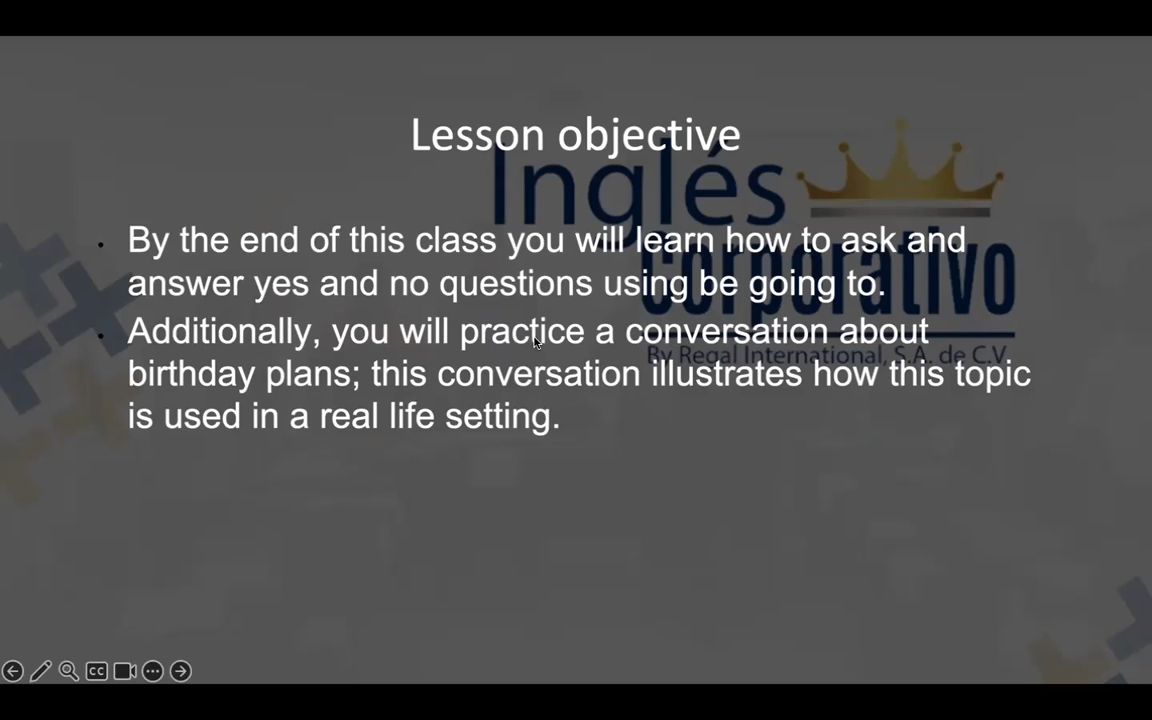 Lesson objective
Inglés
corporativo
By Regal International, S.A. de C.V.
By the end of this class you will learn how to ask and
answer yes and no questions using be going to.
Additionally, you will practice a conversation about
birthday plans; this conversation illustrates how this topic
is used in a real life setting.
CC